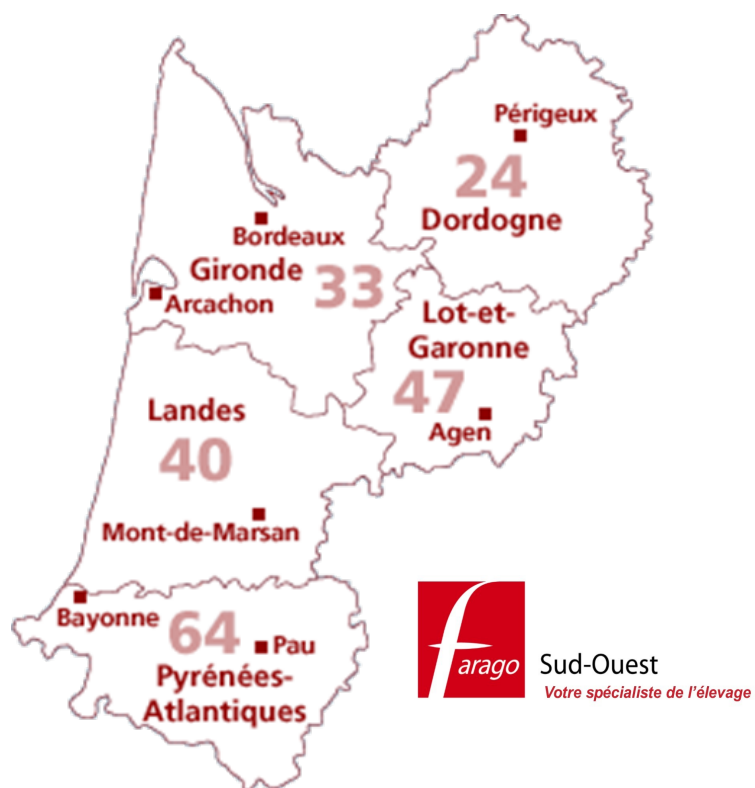 Périgeux
24
Dordogne
Bordeaux
Gironde
33
Arcachon
Lot-et-
Garonne
47
Agen
Landes
40
Mont-de-Marsan
Bayonne
64
Pau
Pyrénées-
Atlantiques
farago
Sud-Ouest
Votre spécialiste de l'élevage